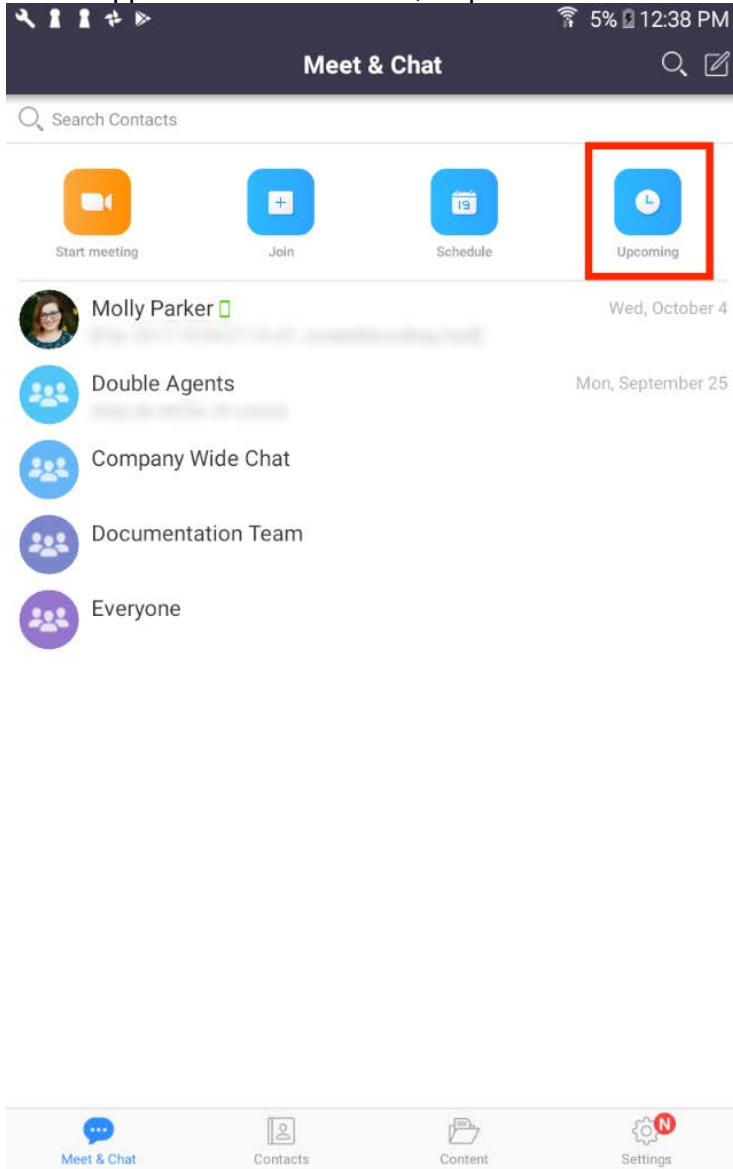 5% 12:38 PM
Meet & Chat
Search Contacts
19
Start meeting Join Schedule Upcoming
Molly Parker Wed, October 4
Double Agents Mon, September 25
Company Wide Chat
Documentation Team
Everyone
N
Meet & Chat Contacts Content Settings